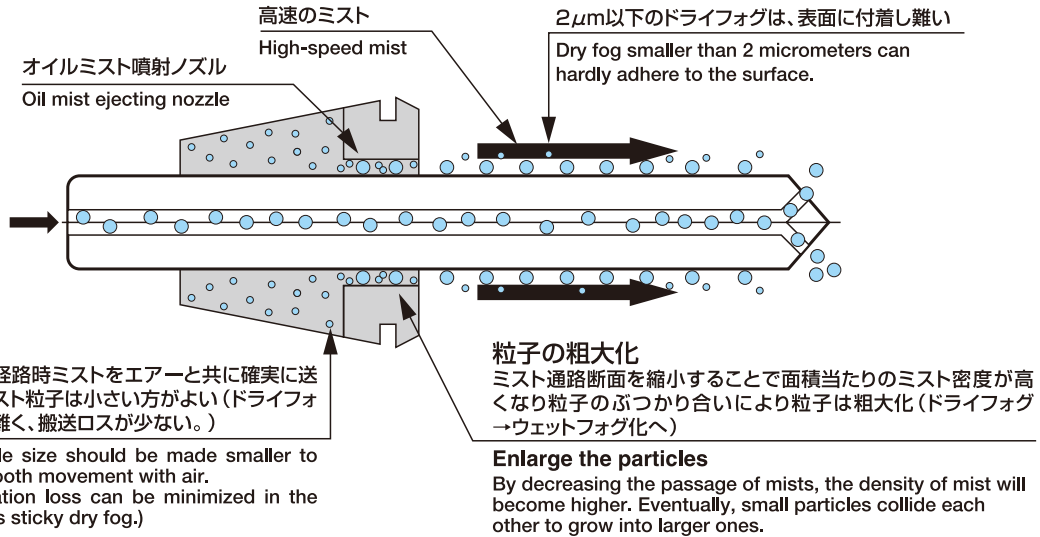 高速のミスト
High-speed mist
2μm以下のドライフォグは、表面に付着し難い
Dry fog smaller than 2 micrometers can
hardly adhere to the surface.
オイルミスト噴射ノズル
Oil mist ejecting nozzle
経路時ミストをエアーと共に確実に送
スト粒子は小さい方がよい（ドライフォ
難く、搬送ロスが少ない。）
le size should be made smaller to
ooth movement with air.
ation loss can be minimized in the
s sticky dry fog.)
粒子の粗大化
ミスト通路断面を縮小することで面積当たりのミスト密度が高
くなり粒子のぶつかり合いにより粒子は粗大化（ドライフォグ
→ウェットフォグ化へ）
Enlarge the particles
By decreasing the passage of mists, the density of mist will
become higher. Eventually, small particles collide each
other to grow into larger ones.